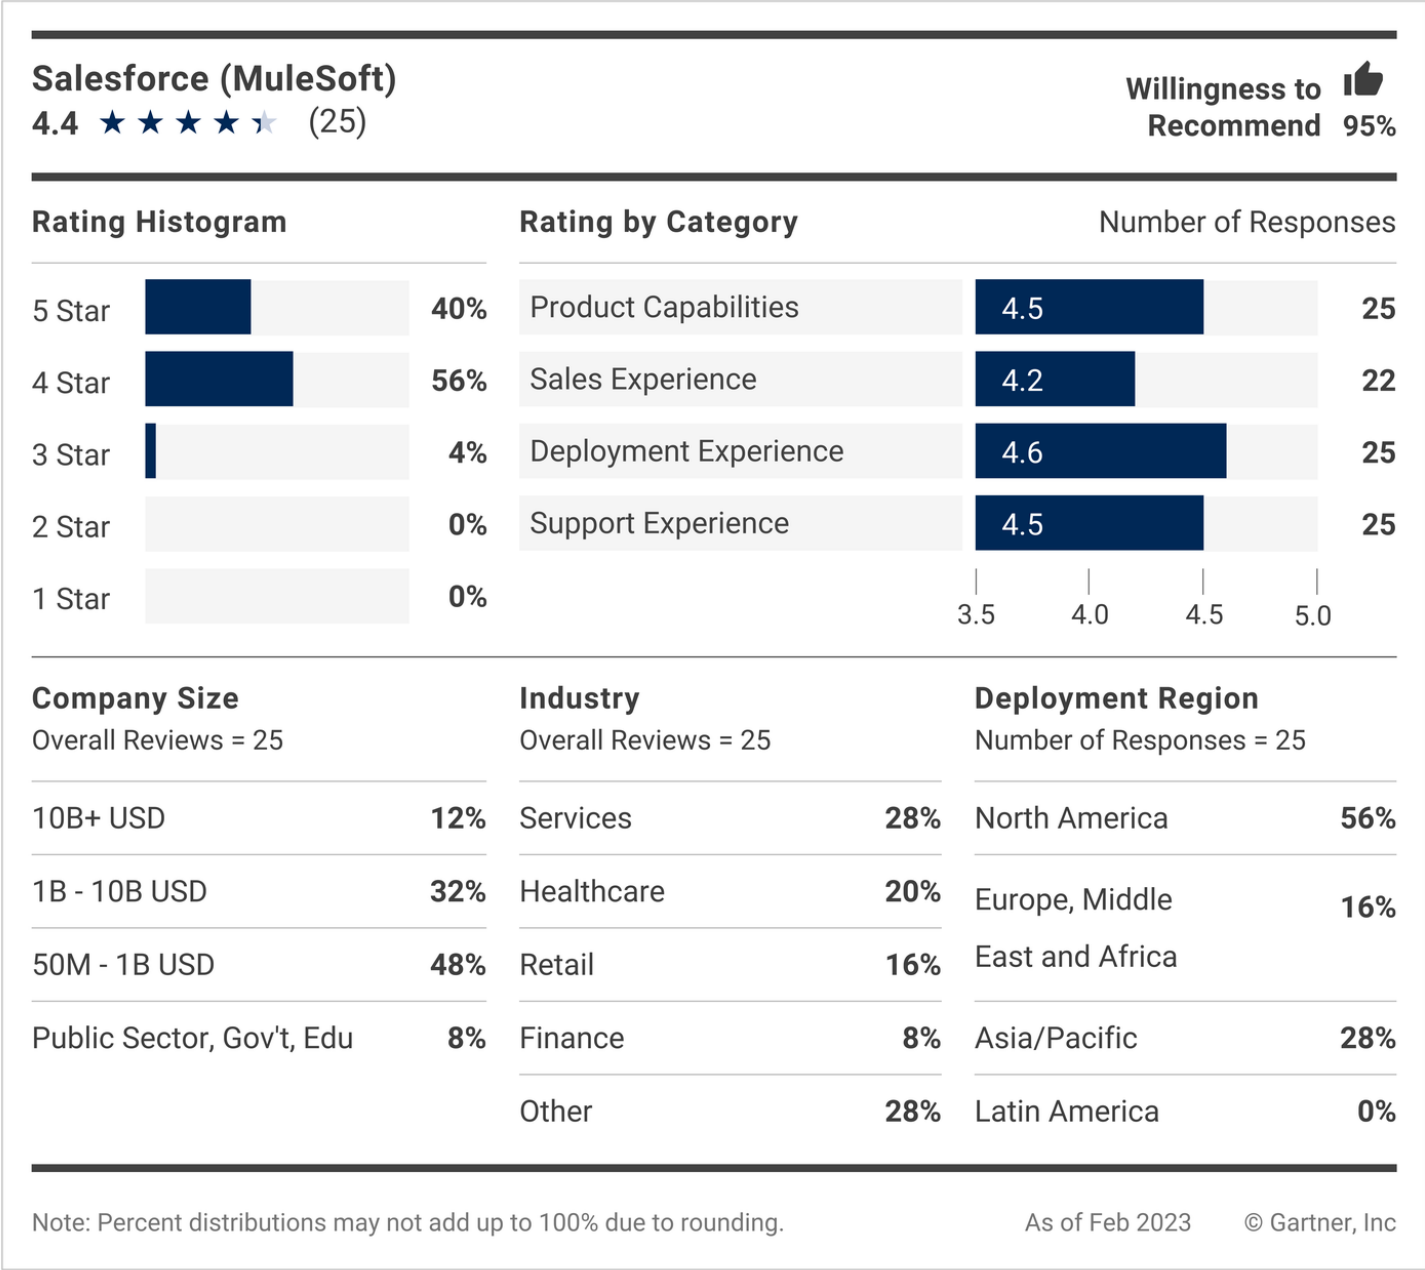 Salesforce (MuleSoft)
4.4 ★ ★ ★ ★ ★ (25)
Willingness to
Recommend 95%
Rating Histogram
5 Star 40%
4 Star 56%
3 Star 4%
2 Star 0%
1 Star 0%
Rating by Category Number of Responses
Product Capabilities 4.5 25
Sales Experience 4.2 22
Deployment Experience 4.6 25
Support Experience 4.5 25
3.5 4.0 4.5 5.0
Company Size
Overall Reviews = 25
10B+ USD 12%
1B - 10B USD 32%
50M - 1B USD 48%
Public Sector, Gov't, Edu 8%
Industry
Overall Reviews = 25
Services 28%
Healthcare 20%
Retail 16%
Finance 8%
Other 28%
Deployment Region
Number of Responses = 25
North America 56%
Europe, Middle 16%
East and Africa
Asia/Pacific 28%
Latin America 0%
Note: Percent distributions may not add up to 100% due to rounding. As of Feb 2023 © Gartner, Inc